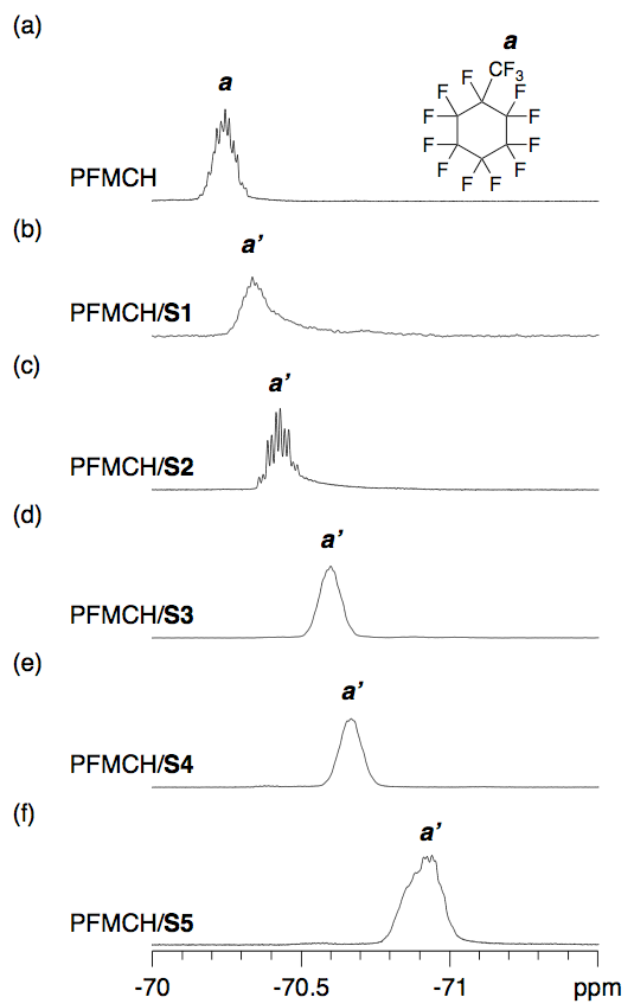 (a)
a
a
CF3
F
F
F
F
F
F
F
F
F
F
F
PFMCH
(b)
a’
PFMCH/S1
(c)
a’
PFMCH/S2
(d)
a’
PFMCH/S3
(e)
a’
PFMCH/S4
(f)
a’
PFMCH/S5
-70 -70.5 -71 ppm